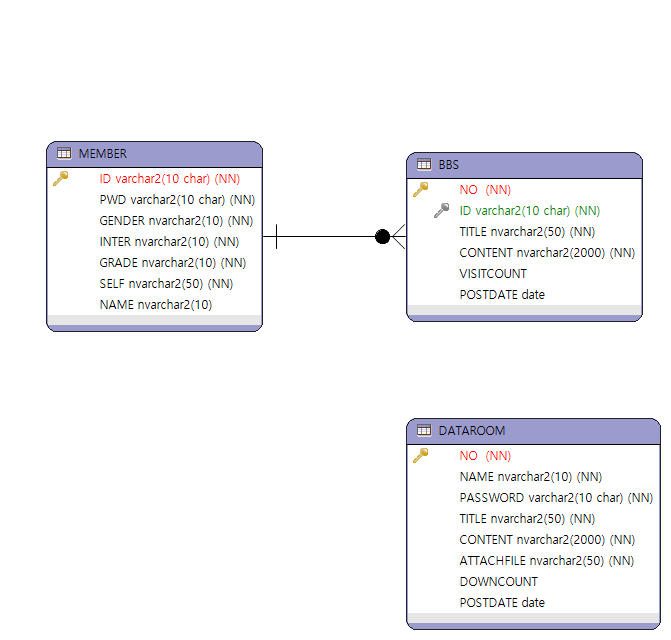 MEMBER
ID varchar2(10 char) (NN)
PWD varchar2(10 char) (NN)
GENDER nvarchar2(10) (NN)
INTER nvarchar2(10) (NN)
GRADE nvarchar2(10) (NN)
SELF nvarchar2(50) (NN)
NAME nvarchar2(10)
BBS
NO (NN)
ID varchar2(10 char) (NN)
TITLE nvarchar2(50) (NN)
CONTENT nvarchar2(2000) (NN)
VISITCOUNT
POSTDATE date
DATAROOM
NO (NN)
NAME nvarchar2(10) (NN)
PASSWORD varchar2(10 char) (NN)
TITLE nvarchar2(50) (NN)
CONTENT nvarchar2(2000) (NN)
ATTACHFILE nvarchar2(50) (NN)
DOWNCOUNT
POSTDATE date